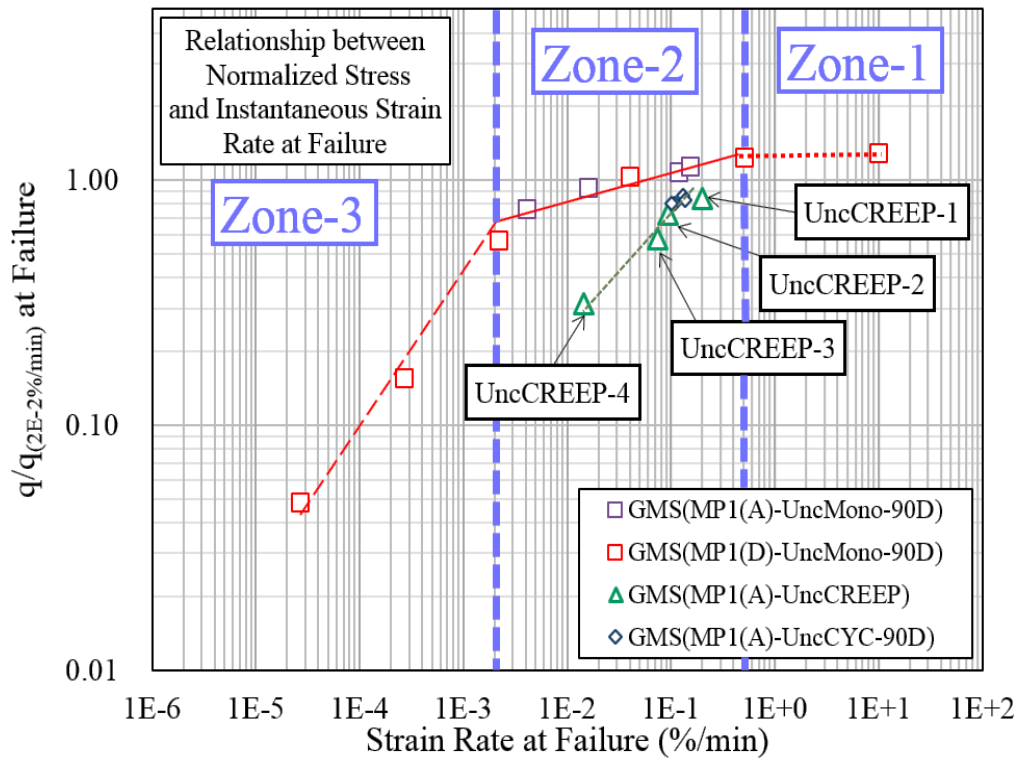 Relationship between
Normalized Stress
and Instantaneous Strain
Rate at Failure
Zone-2
Zone-1
Zone-3
UncCREEP-1
UncCREEP-2
UncCREEP-3
UncCREEP-4
GMS(MP1(A)-UncMono-90D)
GMS(MP1(D)-UncMono-90D)
GMS(MP1(A)-UncCREEP)
GMS(MP1(A)-UncCYC-90D)
q/q(2E-2%/min) at Failure
1.00
0.10
0.01
1E-6 1E-5 1E-4 1E-3 1E-2 1E-1 1E+0 1E+1 1E+2
Strain Rate at Failure (%/min)